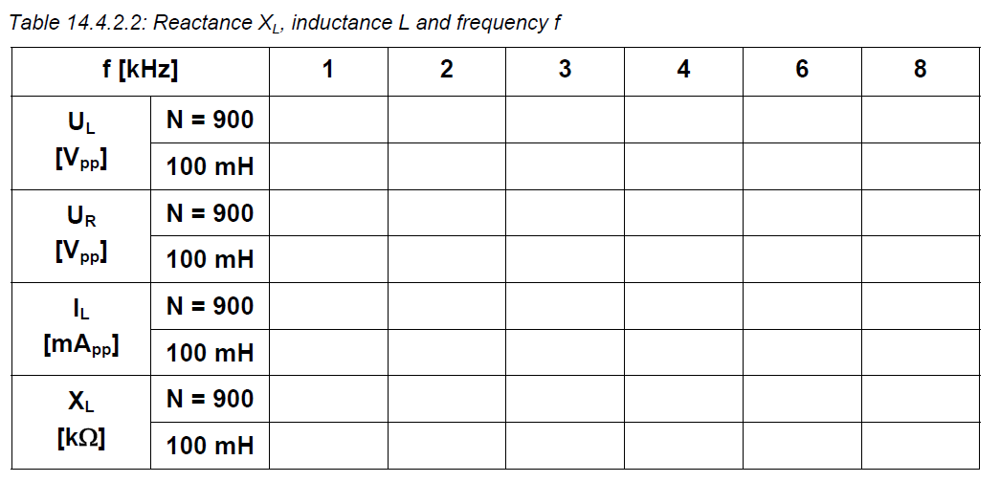 Table 14.4.2.2: Reactance XL, inductance L and frequency f
f [kHz] 1 2 3 4 6 8
UL [Vpp] N = 900
100 mH
UR [Vpp] N = 900
100 mH
IL [mApp] N = 900
100 mH
XL [kΩ] N = 900
100 mH